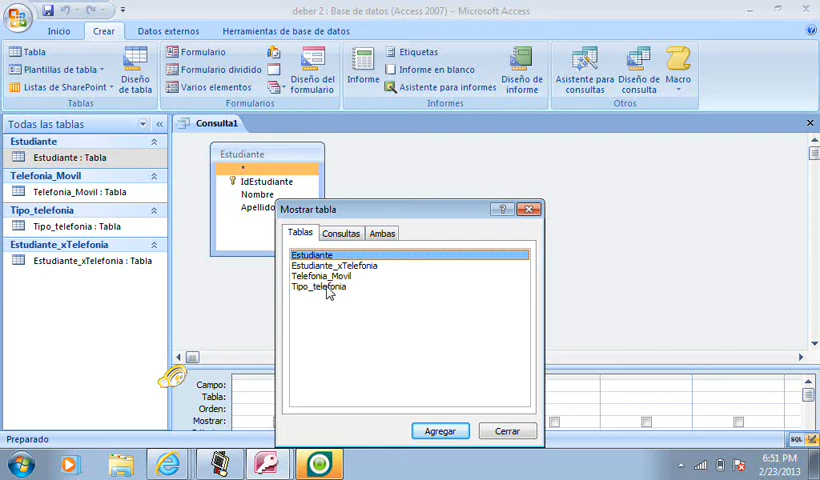 deber 2 : Base de datos (Access 2007) - Microsoft Access
Inicio
Crear
Datos externos
Herramientas de base de datos
Tabla
Plantillas de tabla
Listas de SharePoint
Diseño de tabla
Tablas
Formulario
Formulario dividido
Varios elementos
Diseño del formulario
Formularios
Informe
Etiquetas
Informe en blanco
Asistente para informes
Diseño de informe
Informes
Asistente para consultas
Diseño de consulta
Macro
Otros
Todas las tablas
Estudiante
Estudiante : Tabla
Telefonia_Movil
Telefonia_Movil : Tabla
Tipo_telefonia
Tipo_telefonia : Tabla
Estudiante_xTelefonia
Estudiante_xTelefonia : Tabla
Consulta1
Estudiante
*
IdEstudiante
Nombre
Apellido
Mostrar tabla
Tablas
Consultas
Ambas
Estudiante
Estudiante_xTelefonia
Telefonia_Movil
Tipo_telefonia
Agregar
Cerrar
Campo:
Tabla:
Orden:
Mostrar:
Preparado
SQL
6:51 PM
2/23/2013